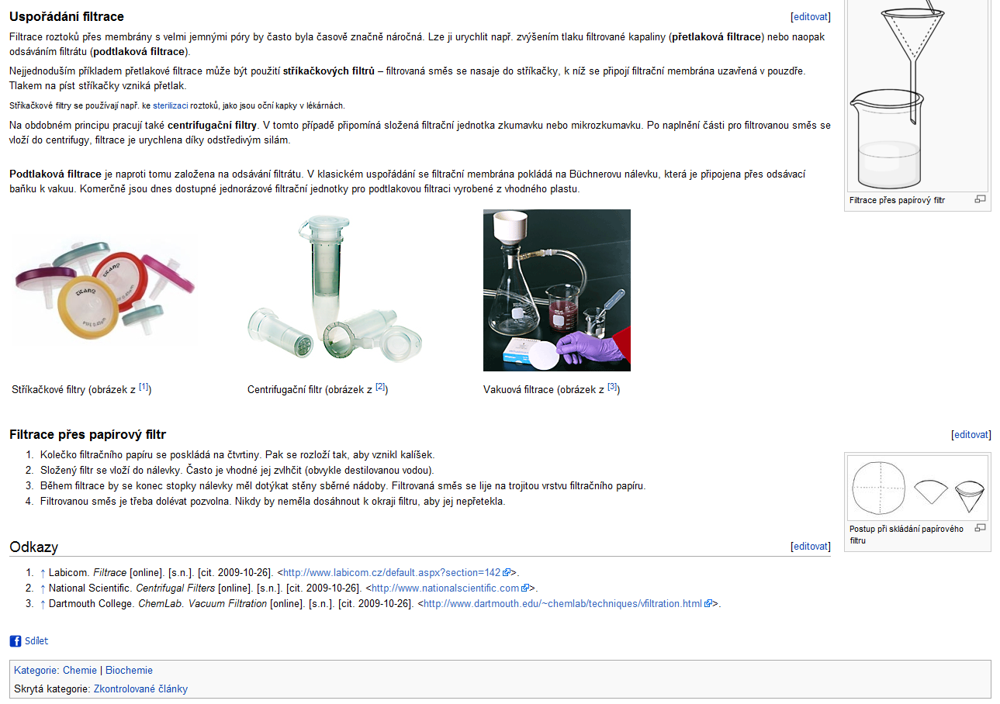 Uspořádání filtrace
[editovat]
Filtrace roztoků přes membrány s velmi jemnými póry by často byla časově značně náročná. Lze ji urychlit např. zvýšením tlaku filtrované kapaliny (přetlaková filtrace) nebo naopak
odsáváním filtrátu (podtlaková filtrace).
Nejjednoduším příkladem přetlakové filtrace může být použití stříkačkových filtrů – filtrovaná směs se nasaje do stříkačky, k níž se připojí filtrační membrána uzavřená v pouzdře.
Tlakem na píst stříkačky vzniká přetlak.
Stříkačkové filtry se používají např. ke sterilizaci roztoků, jako jsou oční kapky v lékárnách.
Na obdobném principu pracují také centrifugační filtry. V tomto případě připomíná složená filtrační jednotka zkumavku nebo mikrozkumavku. Po naplnění části pro filtrovanou směs se
vloží do centrifugy, filtrace je urychlena díky odstředivým silám.
Podtlaková filtrace je naproti tomu založena na odsávání filtrátu. V klasickém uspořádání se filtrační membrána pokládá na Büchnerovu nálevku, která je připojena přes odsávací
baňku k vakuu. Komerčně jsou dnes dostupné jednorázové filtrační jednotky pro podtlakovou filtraci vyrobené z vhodného plastu.
Filtrace přes papírový filtr
titan2
PTFE 0.45µm
titan2
Stříkačkové filtry (obrázek z [1])
Centrifugační filtr (obrázek z [2])
Vakuová filtrace (obrázek z [3])
Filtrace přes papírový filtr
[editovat]
1. Kolečko filtračního papíru se poskládá na čtvrtiny. Pak se rozloží tak, aby vznikl kalíšek.
2. Složený filtr se vloží do nálevky. Často je vhodné jej zvlhčit (obvykle destilovanou vodou).
3. Během filtrace by se konec stopky nálevky měl dotýkat stěny sběrné nádoby. Filtrovaná směs se lije na trojitou vrstvu filtračního papíru.
4. Filtrovanou směs je třeba dolévat pozvolna. Nikdy by neměla dosáhnout k okraji filtru, aby jej nepřetekla.
Postup při skládání papírového
filtru
Odkazy
[editovat]
1. ↑ Labicom. Filtrace [online]. [s.n.]. [cit. 2009-10-26]. <http://www.labicom.cz/default.aspx?section=142>.
2. ↑ National Scientific. Centrifugal Filters [online]. [s.n.]. [cit. 2009-10-26]. <http://www.nationalscientific.com>.
3. ↑ Dartmouth College. ChemLab. Vacuum Filtration [online]. [s.n.]. [cit. 2009-10-26]. <http://www.dartmouth.edu/~chemlab/techniques/vfiltration.html>.
Sdílet
Kategorie: Chemie | Biochemie
Skrytá kategorie: Zkontrolované články